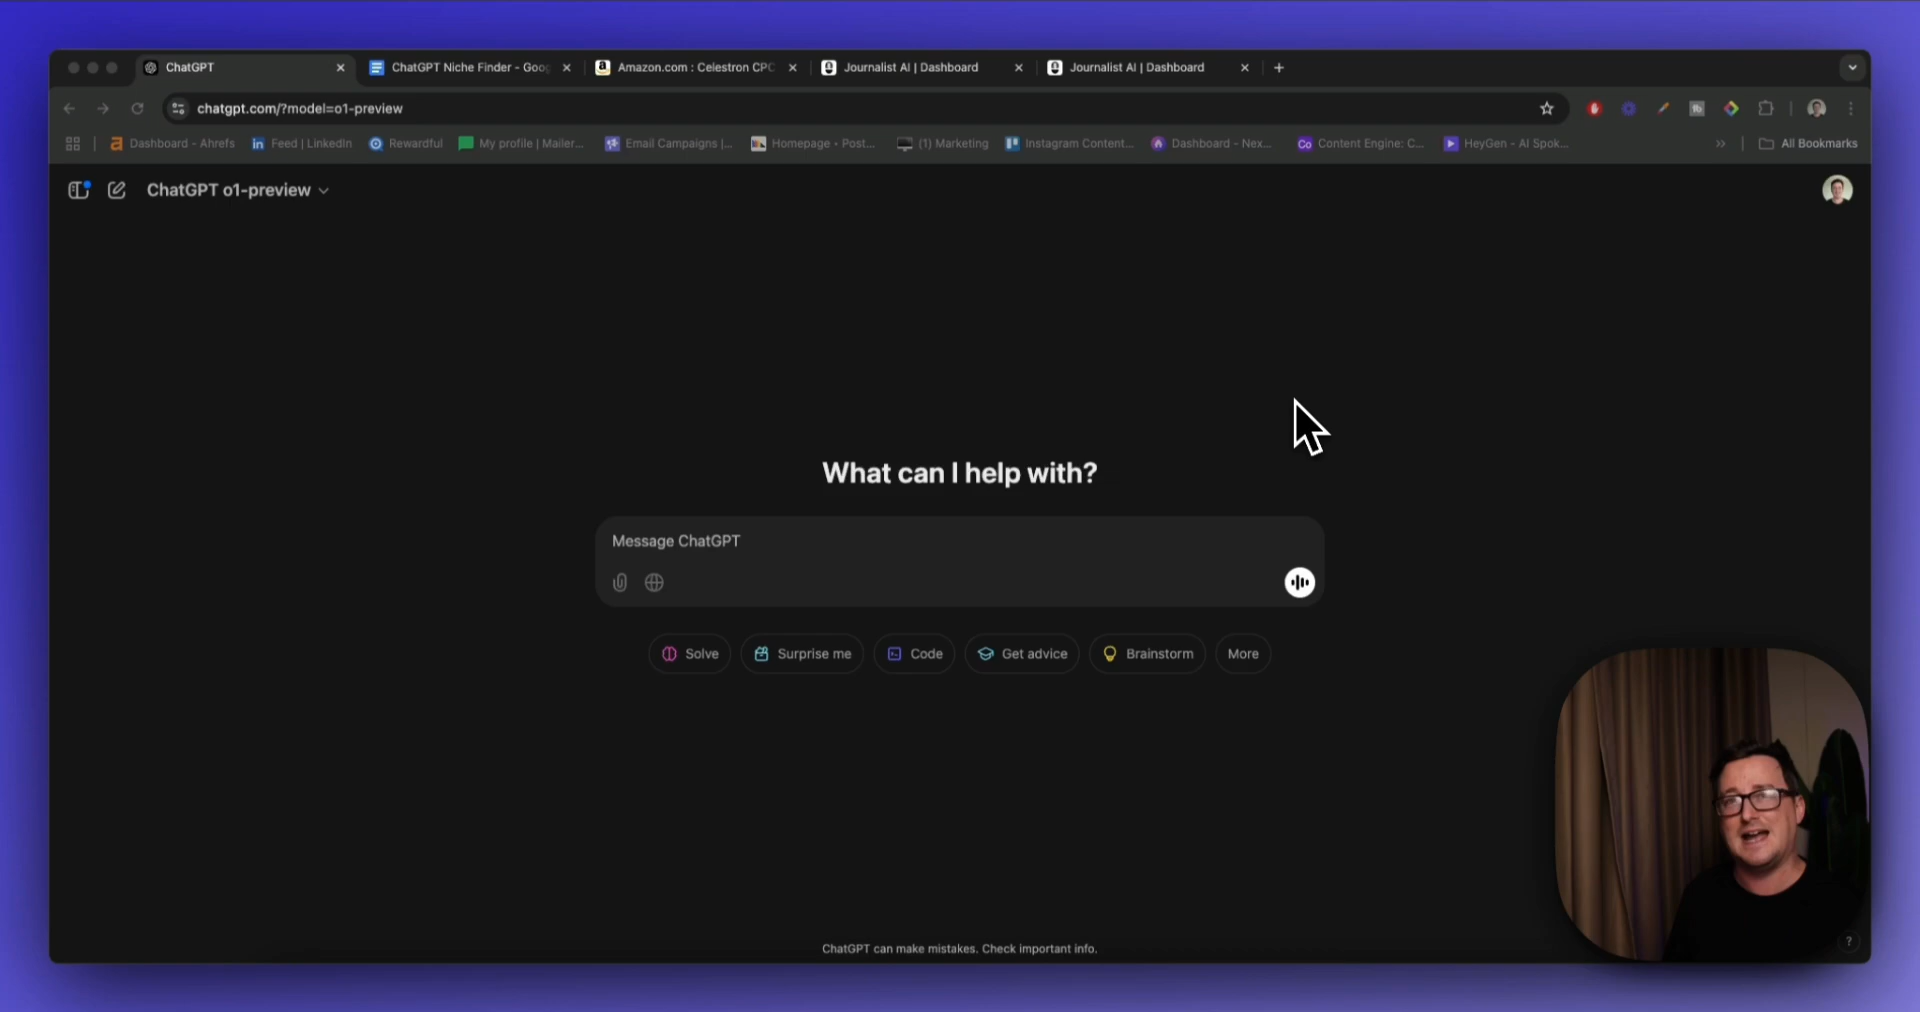 ChatGPT
ChatGPT Niche Finder - Goog
Amazon.com : Celestron CPC
Journalist AI | Dashboard
Journalist AI | Dashboard
chatgpt.com/?model=o1-preview
Dashboard - Ahrefs
Feed | LinkedIn
Rewardful
My profile | Mailer...
Email Campaigns |...
Homepage • Post...
(1) Marketing
Instagram Content...
Dashboard - Nex...
Content Engine: C...
HeyGen - AI Spok...
All Bookmarks
ChatGPT o1-preview
What can I help with?
Message ChatGPT
Solve
Surprise me
Code
Get advice
Brainstorm
More
ChatGPT can make mistakes. Check important info.
?